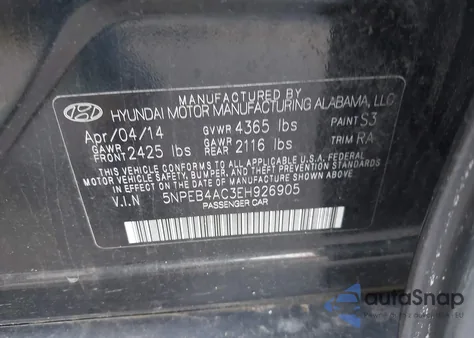 MANUFACTURED BY
HYUNDAI MOTOR MANUFACTURING ALABAMA, LLC
Apr/04/14 GVWR 4365 lbs PAINT S3
GAWR FRONT 2425 lbs GAWR REAR 2116 lbs TRIM RA
THIS VEHICLE CONFORMS TO ALL APPLICABLE U.S.A. FEDERAL
MOTOR VEHICLE SAFETY, BUMPER, AND THEFT PREVENTION STANDARDS
IN EFFECT ON THE DATE OF MANUFACTURE SHOWN ABOVE.
V.I.N 5NPEB4AC3EH926905
PASSENGER CAR
autoSnap